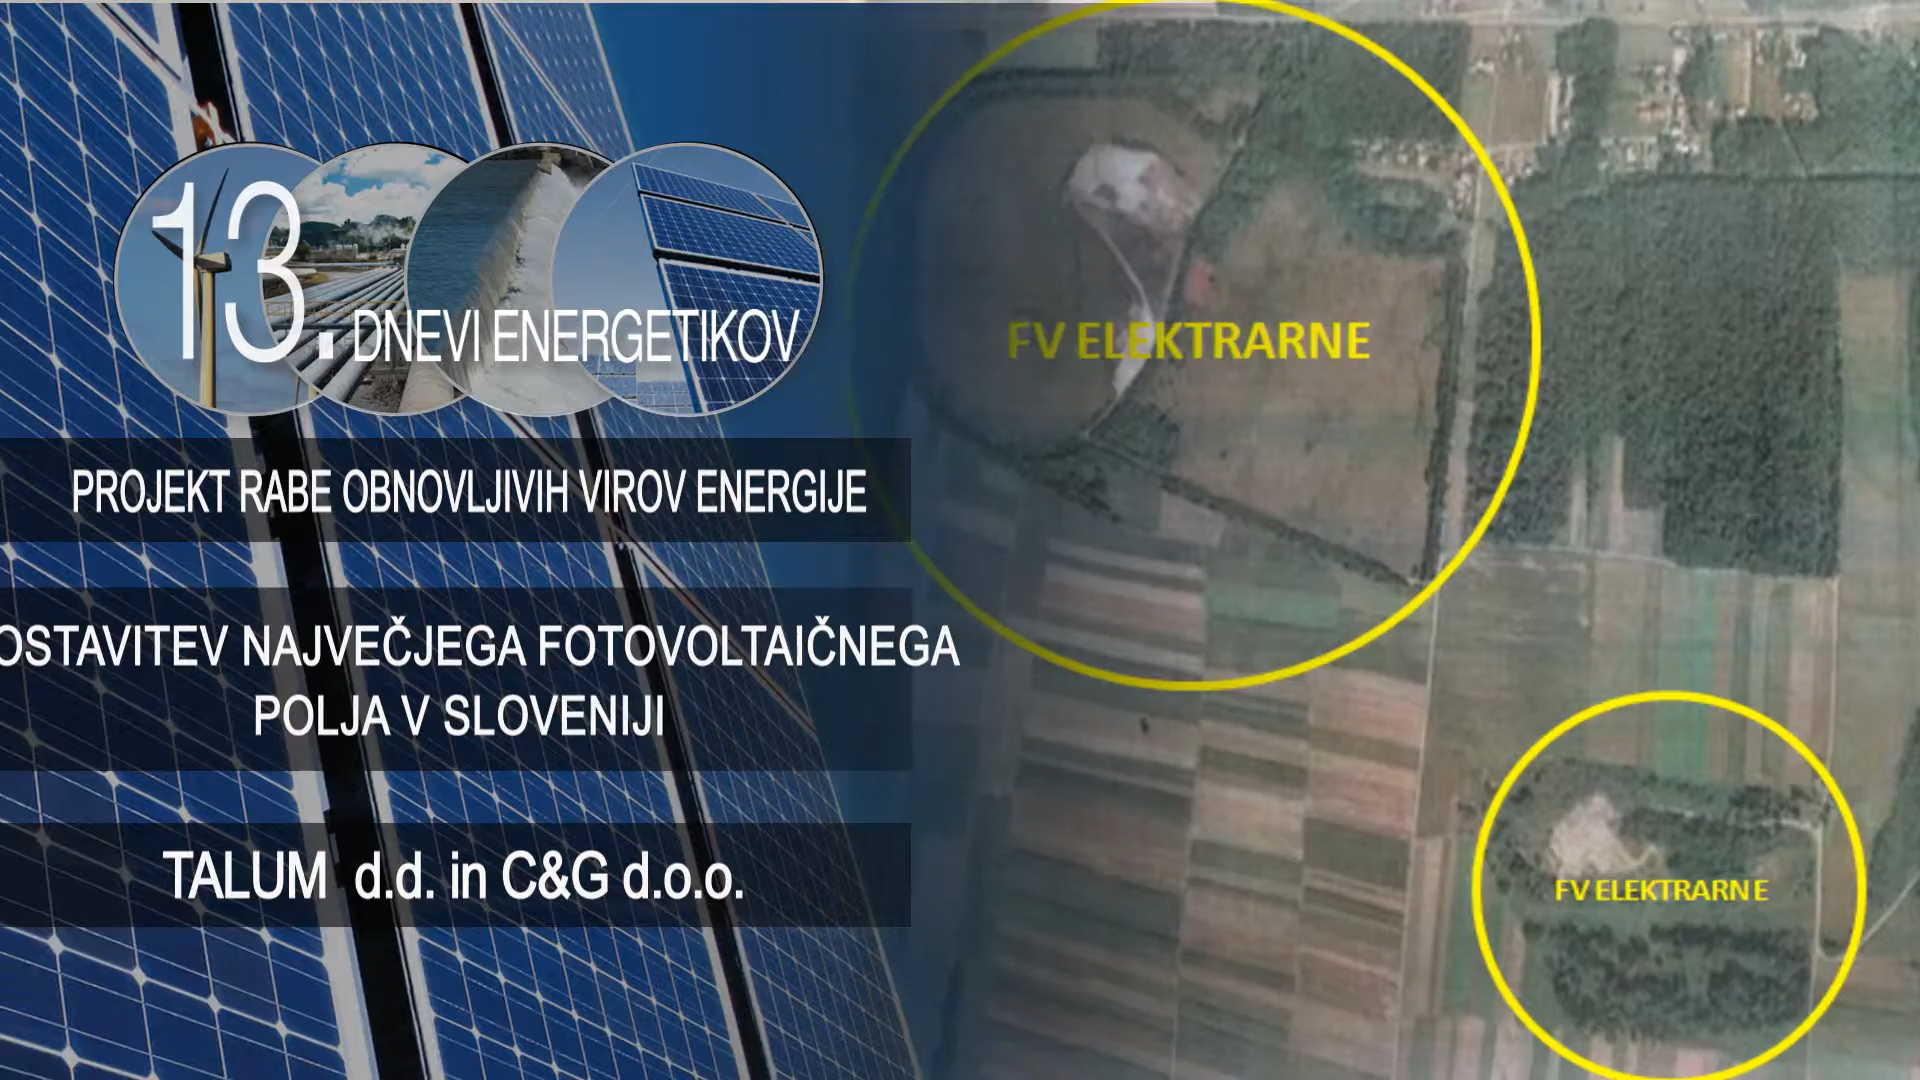 13. DNEVI ENERGETIKOV
PROJEKT RABE OBNOVLJIVIH VIROV ENERGIJE
OSTAVITEV NAJVEČJEGA FOTOVOLTAIČNEGA
POLJA V SLOVENIJI
TALUM d.d. in C&G d.o.o.
FV ELEKTRARNE
FV ELEKTRARNE